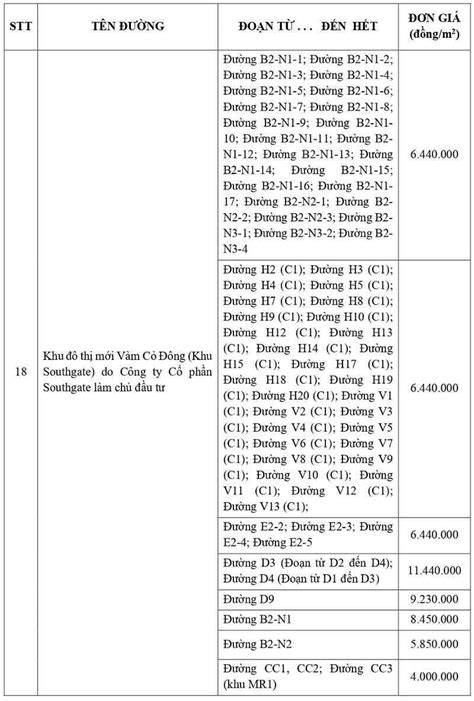 STT
TÊN ĐƯỜNG
ĐOẠN TỪ . . . ĐẾN HẾT
ĐƠN GIÁ
(đồng/m²)
18
Khu đô thị mới Vàm Cỏ Đông (Khu
Southgate) do Công ty Cổ phần
Southgate làm chủ đầu tư
Đường B2-N1-1; Đường B2-N1-2;
Đường B2-N1-3; Đường B2-N1-4;
Đường B2-N1-5; Đường B2-N1-6;
Đường B2-N1-7; Đường B2-N1-8;
Đường B2-N1-9; Đường B2-N1-
10; Đường B2-N1-11; Đường B2-
N1-12; Đường B2-N1-13; Đường
B2-N1-14; Đường B2-N1-15;
Đường B2-N1-16; Đường B2-N1-
17; Đường B2-N2-1; Đường B2-
N2-2; Đường B2-N2-3; Đường B2-
N3-1; Đường B2-N3-2; Đường B2-
N3-4
6.440.000
Đường H2 (C1); Đường H3 (C1);
Đường H4 (C1); Đường H5 (C1);
Đường H7 (C1); Đường H8 (C1);
Đường H9 (C1); Đường H10 (C1);
Đường H12 (C1); Đường H13
(C1); Đường H14 (C1); Đường
H15 (C1); Đường H17 (C1);
Đường H18 (C1); Đường H19
(C1); Đường H20 (C1); Đường V1
(C1); Đường V2 (C1); Đường V3
(C1); Đường V4 (C1); Đường V5
(C1); Đường V6 (C1); Đường V7
(C1); Đường V8 (C1); Đường V9
(C1); Đường V10 (C1); Đường
V11 (C1); Đường V12 (C1);
Đường V13 (C1);
6.440.000
Đường E2-2; Đường E2-3; Đường
E2-4; Đường E2-5
6.440.000
Đường D3 (Đoạn từ D2 đến D4);
Đường D4 (Đoạn từ D1 đến D3)
11.440.000
Đường D9
9.230.000
Đường B2-N1
8.450.000
Đường B2-N2
5.850.000
Đường CC1, CC2; Đường CC3
(khu MR1)
4.000.000